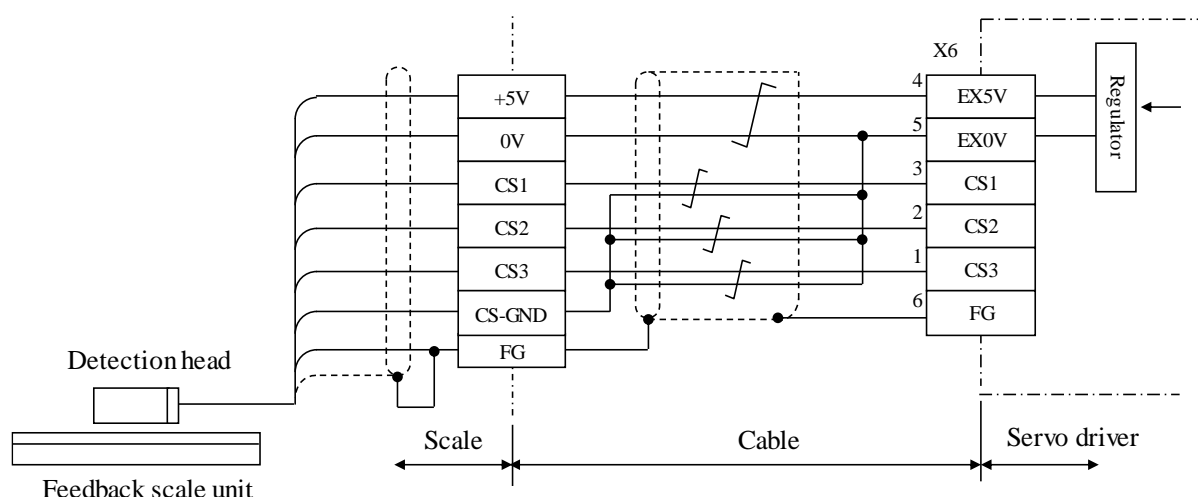 X6
+5V
4
EX5V
Regulator
0V
5
EX0V
CS1
3
CS1
CS2
2
CS2
CS3
1
CS3
CS-GND
6
FG
FG
Detection head
Scale
Cable
Servo driver
Feedback scale unit